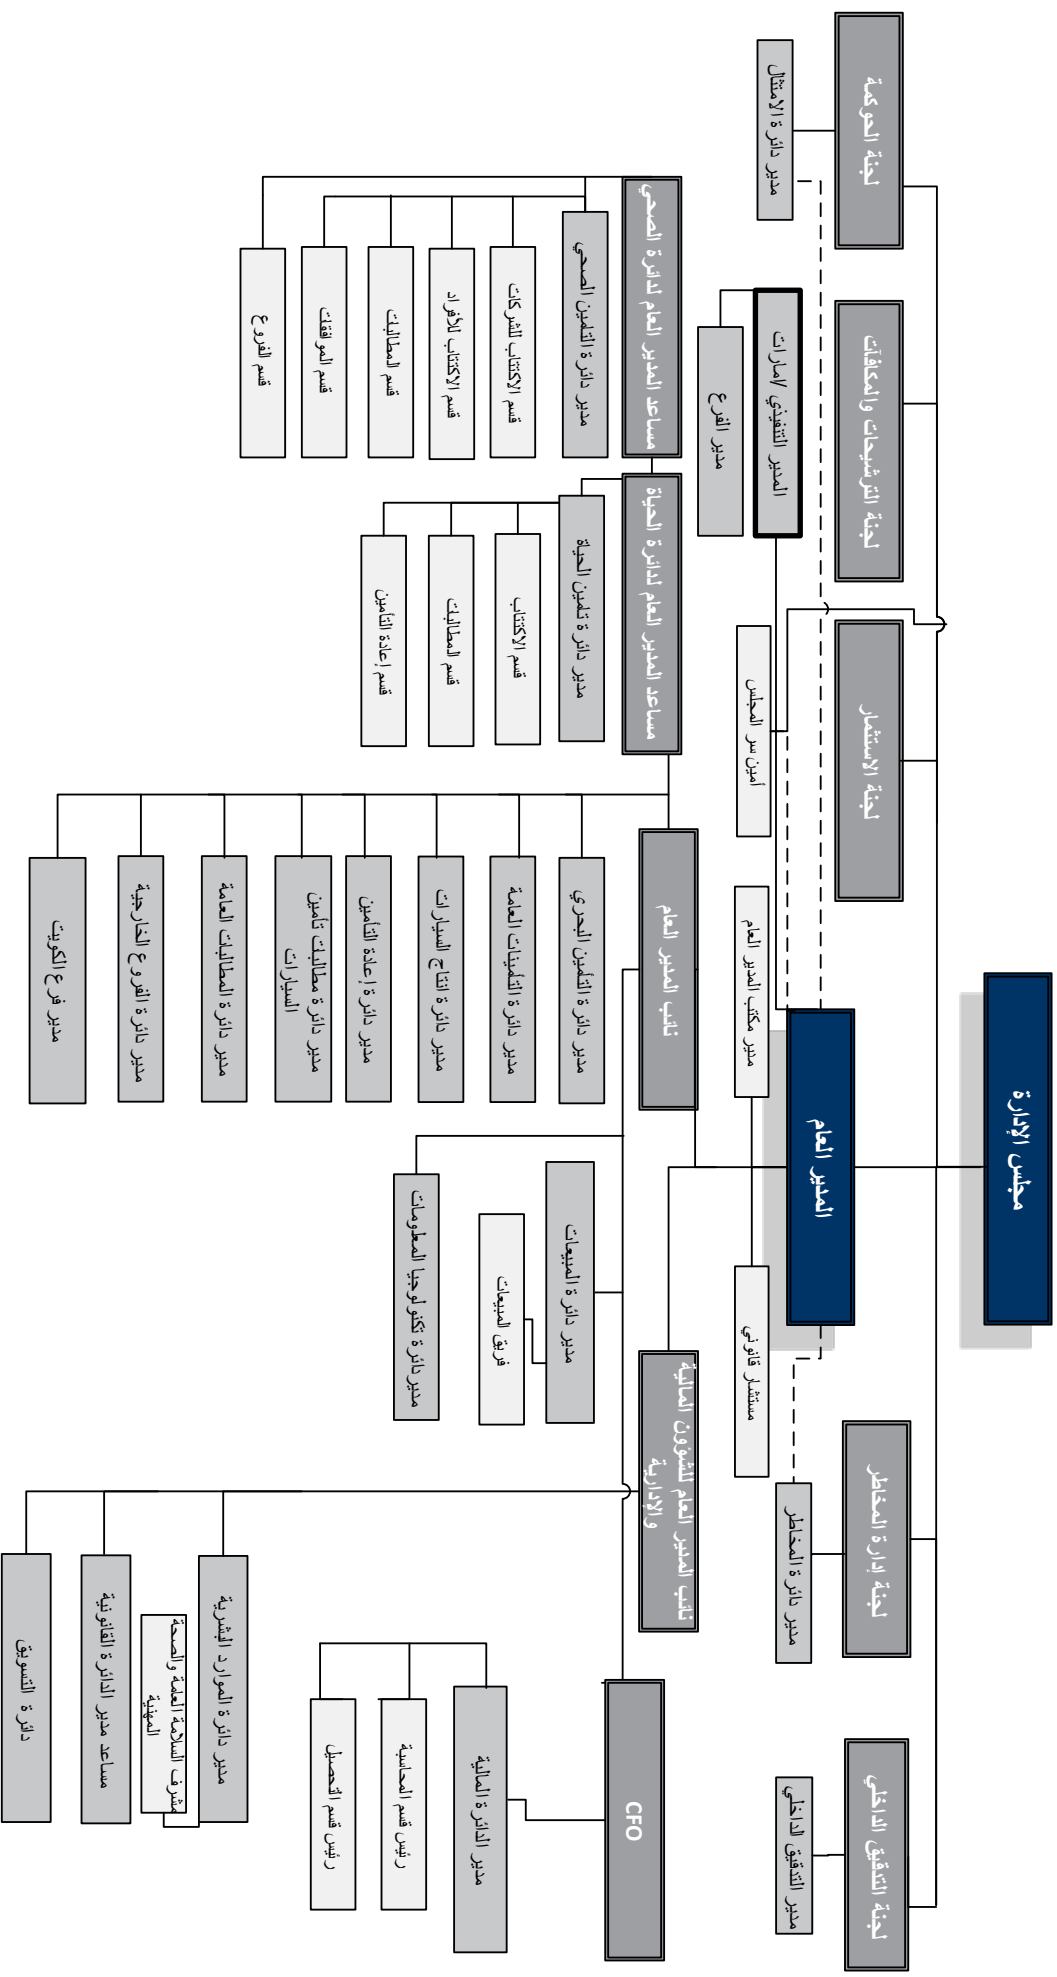 مجلس الإدارة
لجنة الحوكمة
لجنة الترشيحات والمكافآت
لجنة الاستثمار
لجنة إدارة المخاطر
لجنة التدقيق الداخلي
مدير دائرة الامتثال
مدير دائرة المخاطر
مدير التدقيق الداخلي
المدير العام
المدير التنفيذي /امارات
مدير الفرع
أمين سر المجلس
مدير مكتب المدير العام
مستشار قانوني
مساعد المدير العام لدائرة الصحي
مساعد المدير العام لدائرة الحياة
نائب المدير العام
نائب المدير العام للشؤون المالية
والإدارية
CFO
مدير دائرة التأمين الصحي
قسم الاكتتاب للشركات
قسم الاكتتاب للأفراد
قسم المطالبات
قسم الموافقات
قسم الفروع
مدير دائرة تأمين الحياة
قسم الاكتتاب
قسم المطالبات
قسم إعادة التأمين
مدير دائرة التأمين البحري
مدير دائرة التأمينات العامة
مدير دائرة انتاج السيارات
مدير دائرة إعادة التأمين
مدير دائرة مطالبات تأمين
السيارات
مدير دائرة المطالبات العامة
مدير دائرة الفروع الخارجية
مدير فرع الكويت
مدير دائرة المبيعات
فريق المبيعات
مدير دائرة تكنولوجيا المعلومات
مدير دائرة الموارد البشرية
مشرف السلامة العامة والصحة
المهنية
مساعد مدير الدائرة القانونية
دائرة التسويق
مدير الدائرة المالية
رئيس قسم المحاسبة
رئيس قسم التحصيل